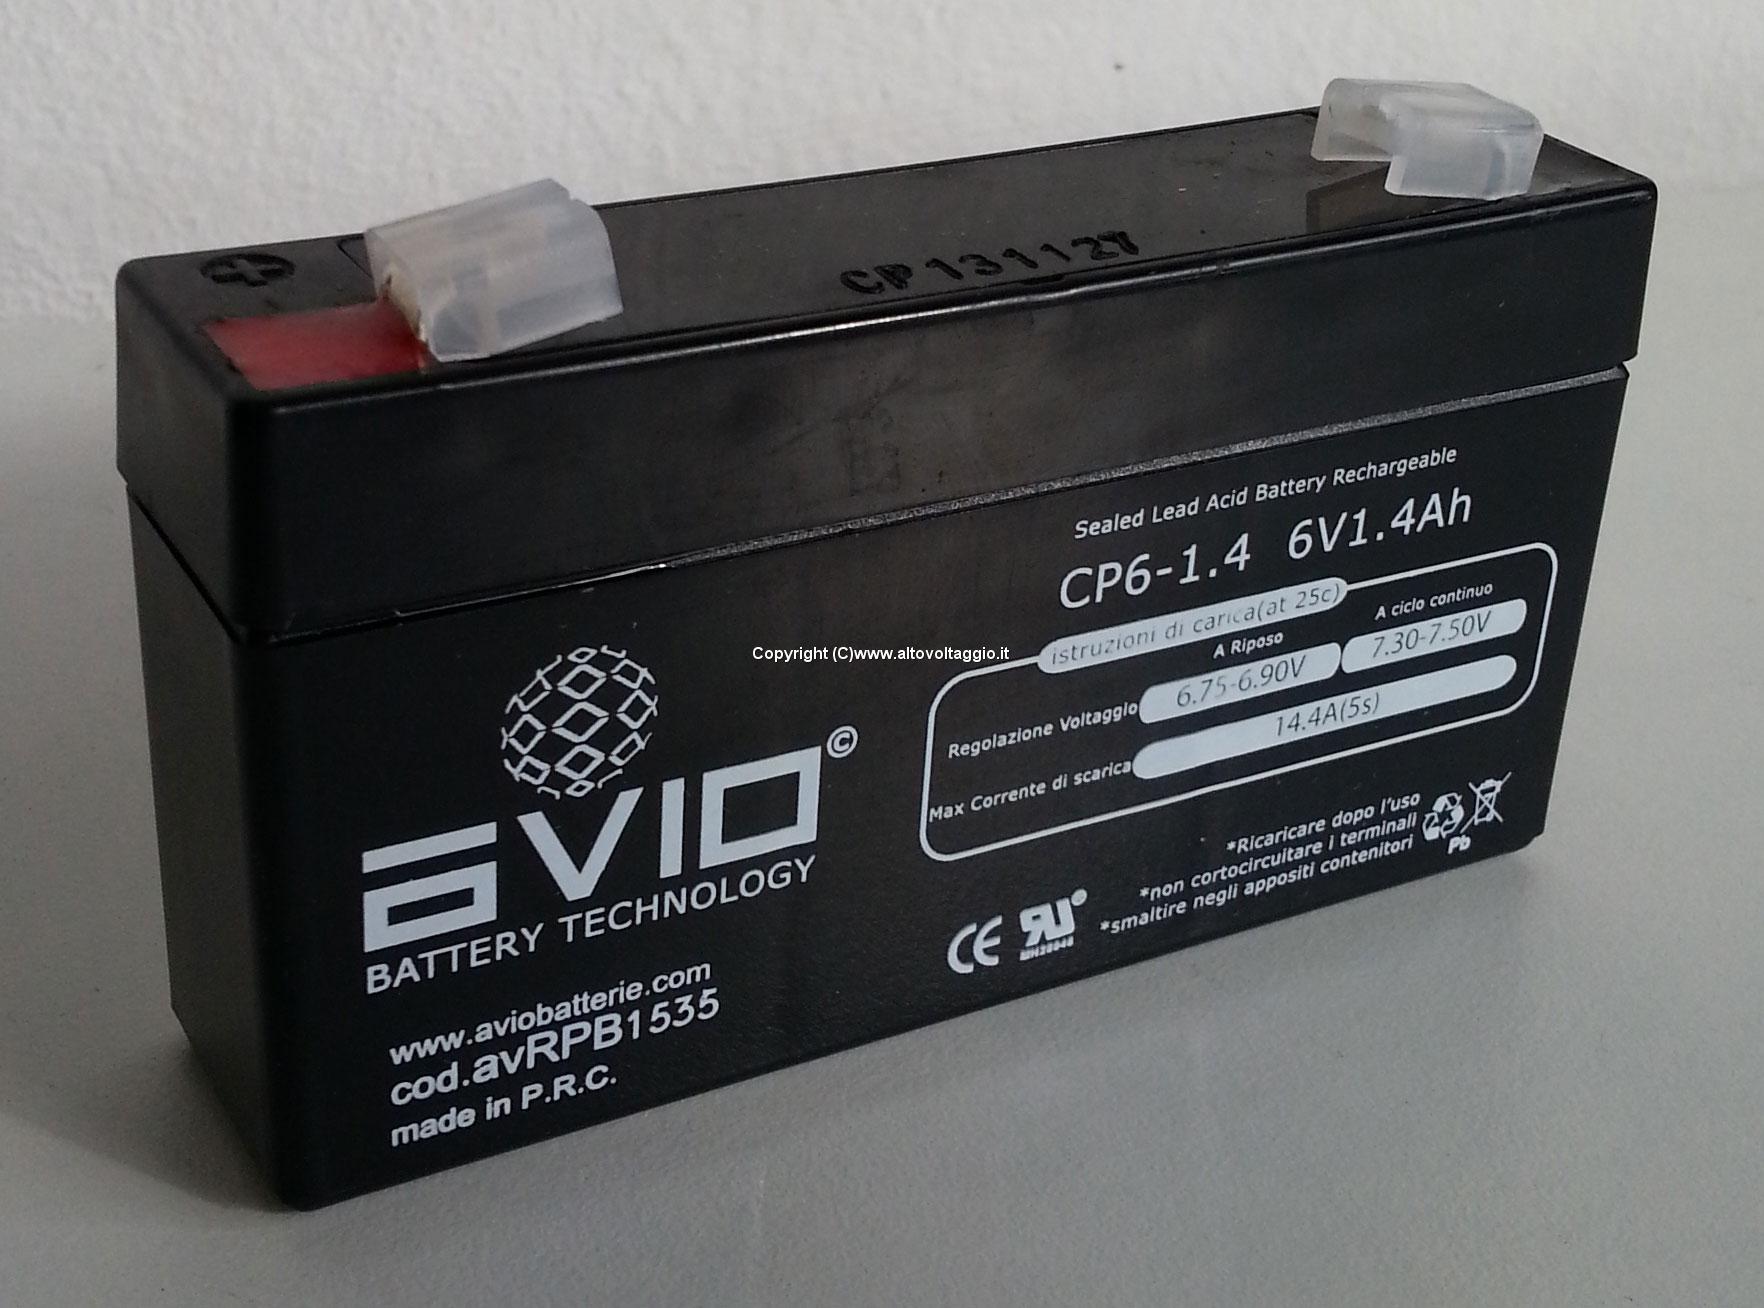 +
CP131127
Sealed Lead Acid Battery Rechargeable
CP6-1.4 6V1.4Ah
istruzioni di carica(at 25c)
A Riposo
A ciclo continuo
Regolazione Voltaggio
6.75-6.90V
7.30-7.50V
Max Corrente di scarica
14.4A(5s)
*Ricaricare dopo l'uso
*non cortocircuitare i terminali
*smaltire negli appositi contenitori
Pb
CE
©
AVIO
BATTERY TECHNOLOGY
www.aviobatterie.com
cod.avRPB1535
made in P.R.C.
Copyright (C)www.altovoltaggio.it